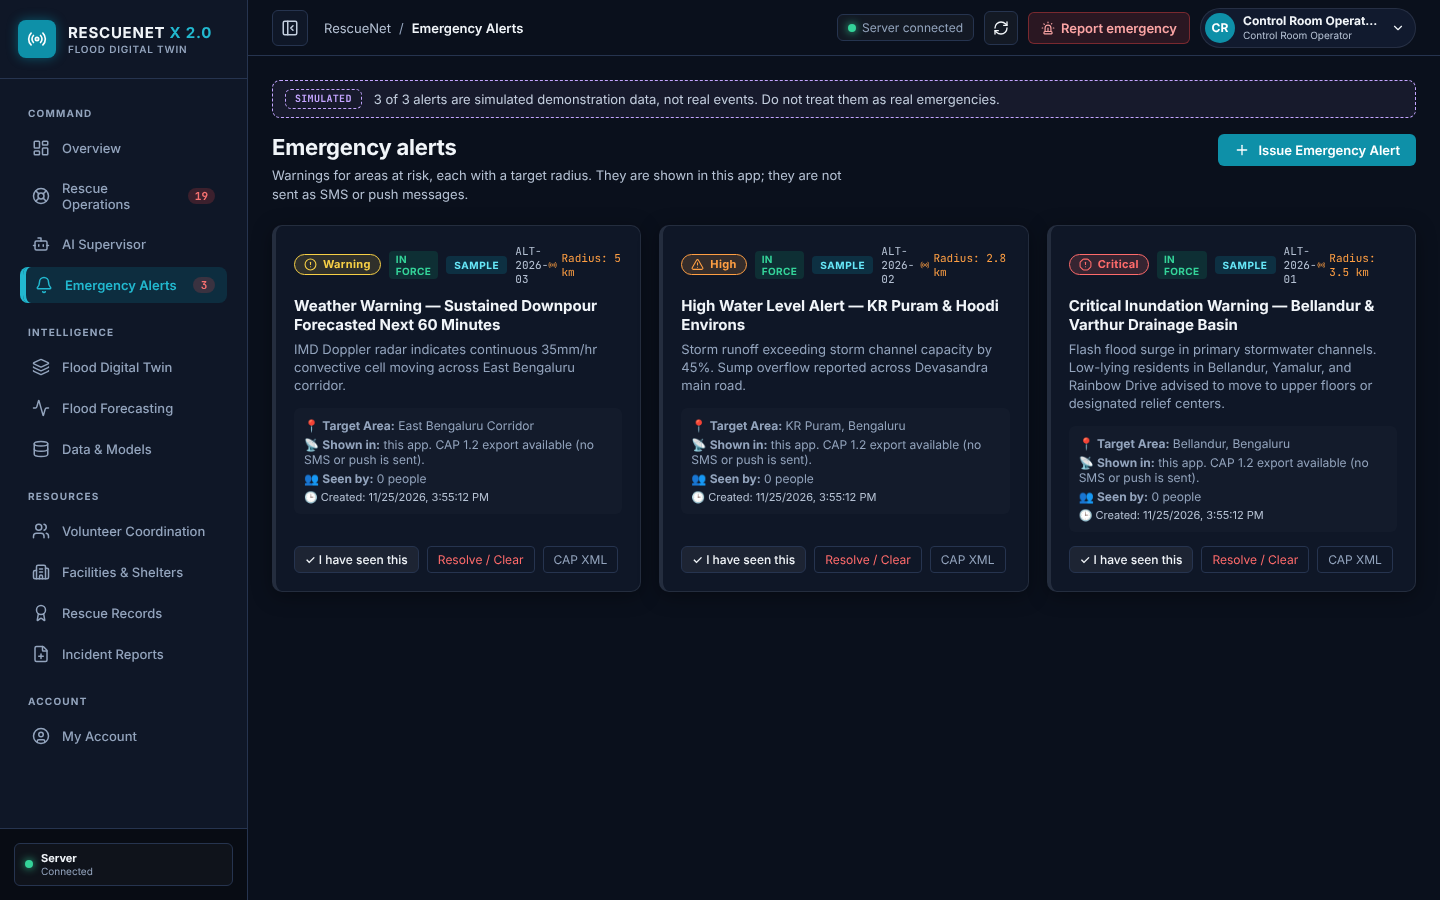 RESCUENET X 2.0
FLOOD DIGITAL TWIN
COMMAND
Overview
Rescue
Operations
19
AI Supervisor
Emergency Alerts
3
INTELLIGENCE
Flood Digital Twin
Flood Forecasting
Data & Models
RESOURCES
Volunteer Coordination
Facilities & Shelters
Rescue Records
Incident Reports
ACCOUNT
My Account
Server
Connected
RescueNet / Emergency Alerts
Server connected
Report emergency
CR
Control Room Operat...
Control Room Operator
SIMULATED
3 of 3 alerts are simulated demonstration data, not real events. Do not treat them as real emergencies.
Emergency alerts
Warnings for areas at risk, each with a target radius. They are shown in this app; they are not
sent as SMS or push messages.
Issue Emergency Alert
Warning
IN
FORCE
SAMPLE
ALT-
2026-
03
Radius: 5
km
Weather Warning — Sustained Downpour
Forecasted Next 60 Minutes
IMD Doppler radar indicates continuous 35mm/hr
convective cell moving across East Bengaluru
corridor.
Target Area: East Bengaluru Corridor
Shown in: this app. CAP 1.2 export available (no
SMS or push is sent).
Seen by: 0 people
Created: 11/25/2026, 3:55:12 PM
✓ I have seen this
Resolve / Clear
CAP XML
High
IN
FORCE
SAMPLE
ALT-
2026-
02
Radius: 2.8
km
High Water Level Alert — KR Puram & Hoodi
Environs
Storm runoff exceeding storm channel capacity by
45%. Sump overflow reported across Devasandra
main road.
Target Area: KR Puram, Bengaluru
Shown in: this app. CAP 1.2 export available (no
SMS or push is sent).
Seen by: 0 people
Created: 11/25/2026, 3:55:12 PM
✓ I have seen this
Resolve / Clear
CAP XML
Critical
IN
FORCE
SAMPLE
ALT-
2026-
01
Radius:
3.5 km
Critical Inundation Warning — Bellandur &
Varthur Drainage Basin
Flash flood surge in primary stormwater channels.
Low-lying residents in Bellandur, Yamalur, and
Rainbow Drive advised to move to upper floors or
designated relief centers.
Target Area: Bellandur, Bengaluru
Shown in: this app. CAP 1.2 export available (no
SMS or push is sent).
Seen by: 0 people
Created: 11/25/2026, 3:55:12 PM
✓ I have seen this
Resolve / Clear
CAP XML